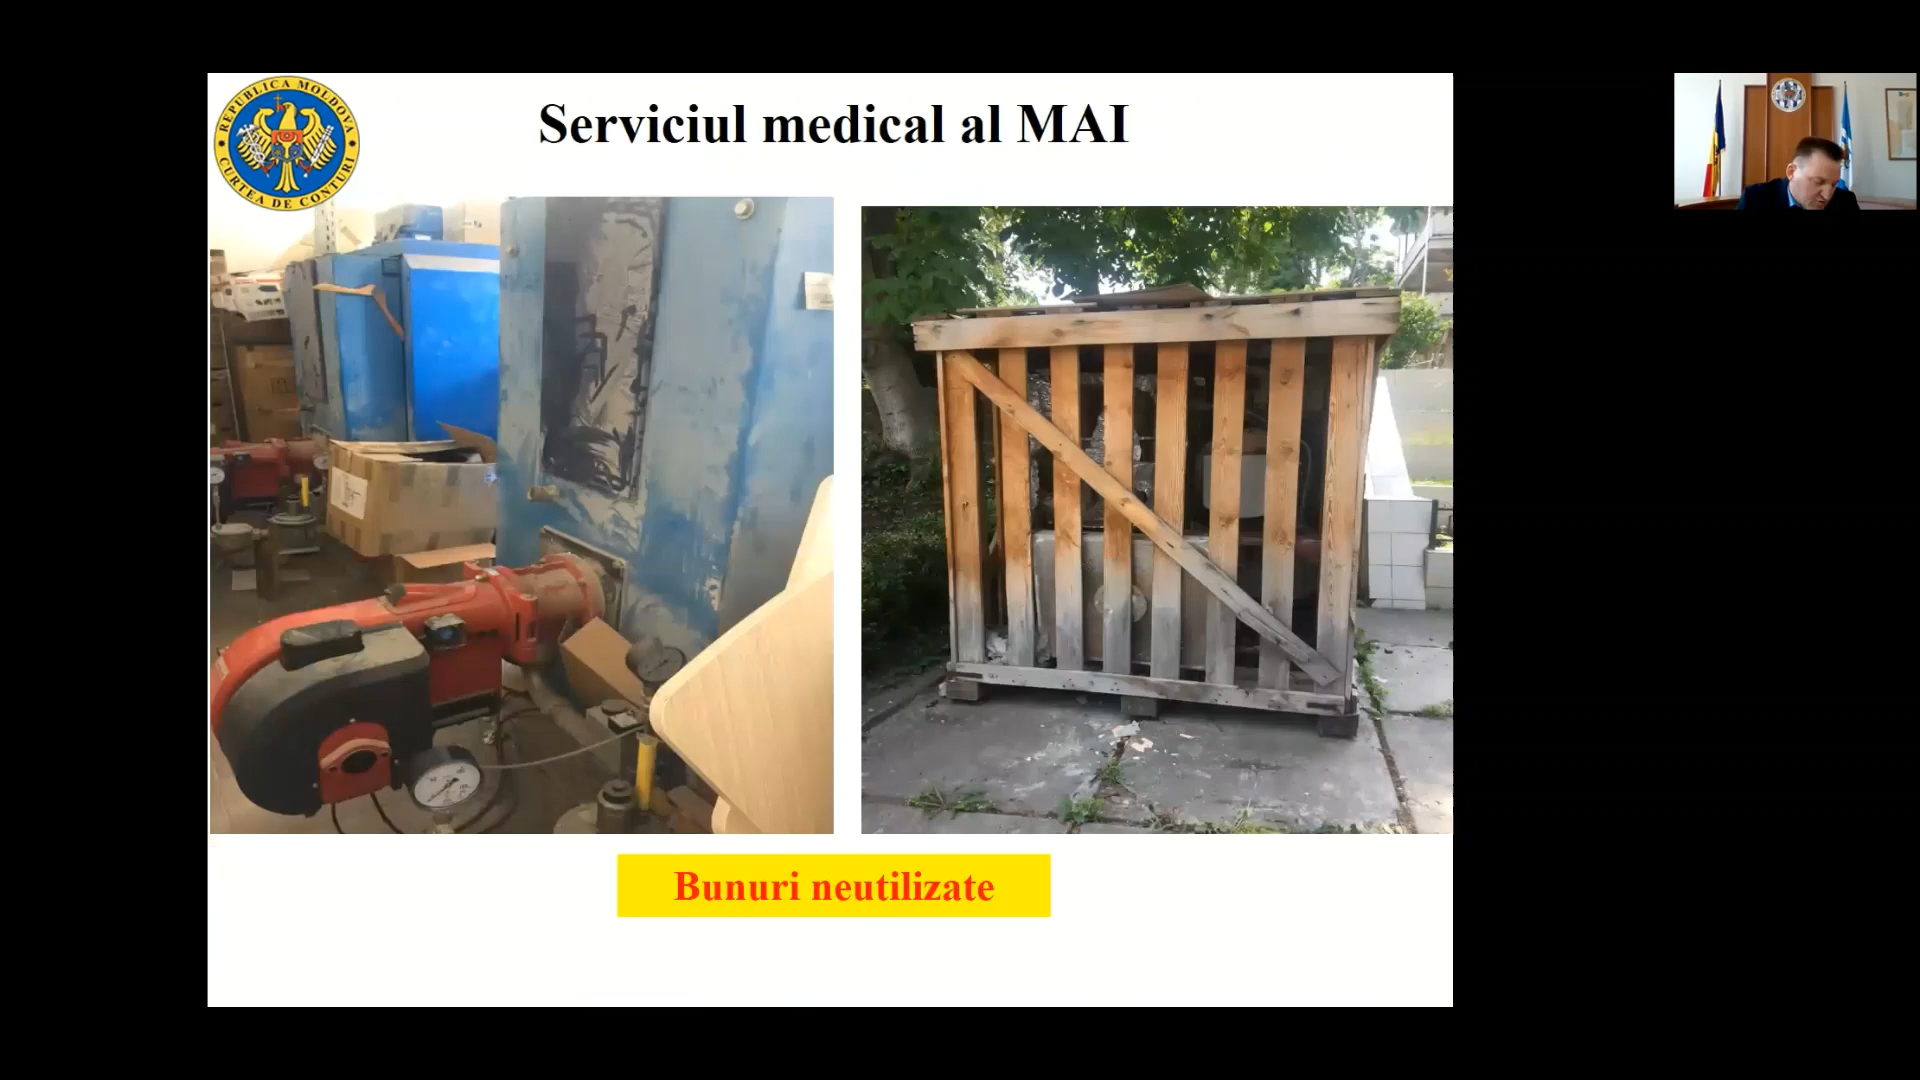 REPUBLICA MOLDOVA
CURTEA DE CONTURI
Serviciul medical al MAI
Bunuri neutilizate